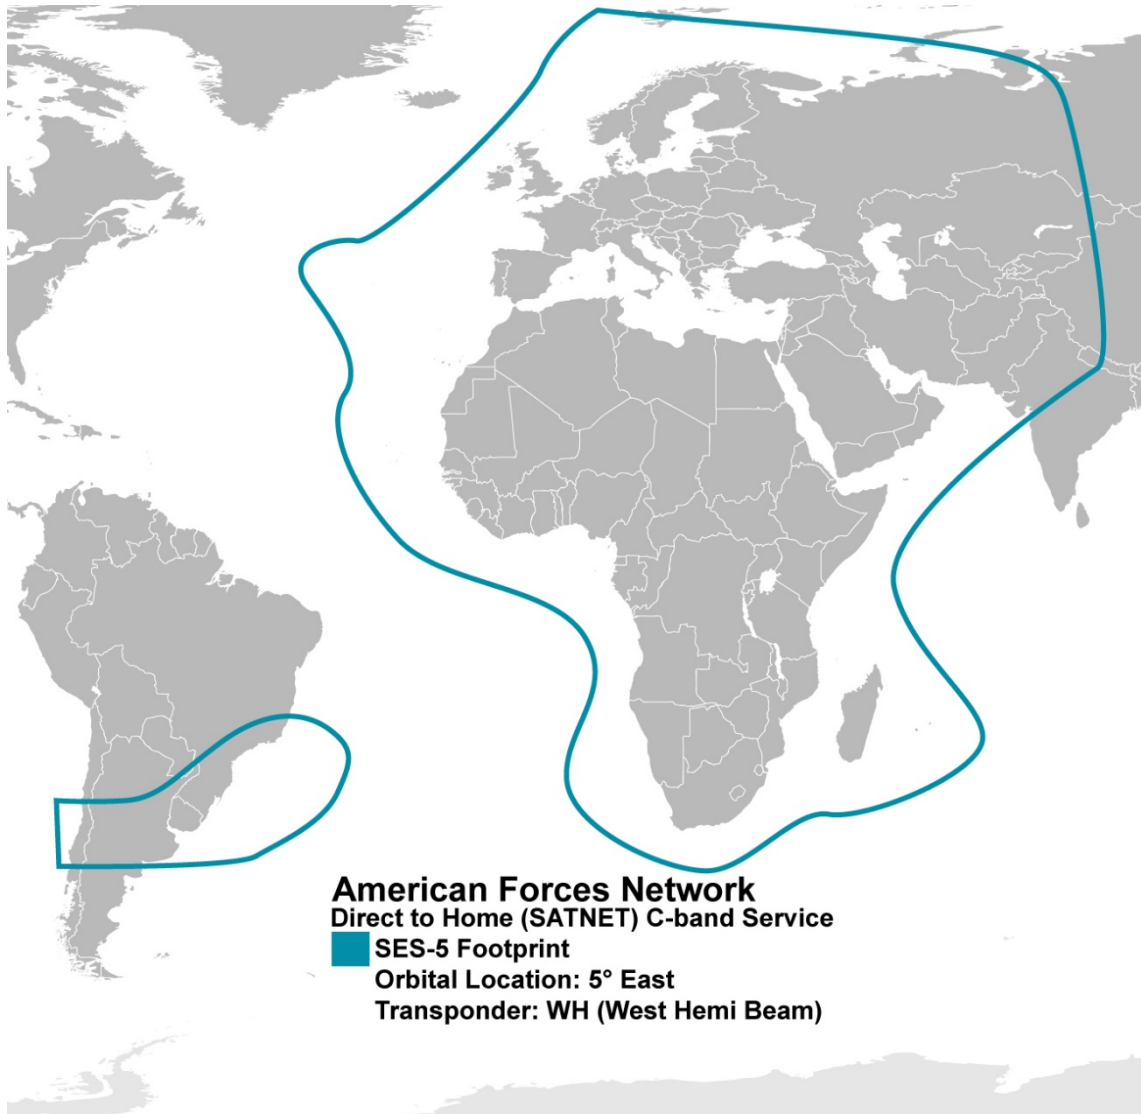 American Forces Network
Direct to Home (SATNET) C-band Service
SES-5 Footprint
Orbital Location: 5° East
Transponder: WH (West Hemi Beam)